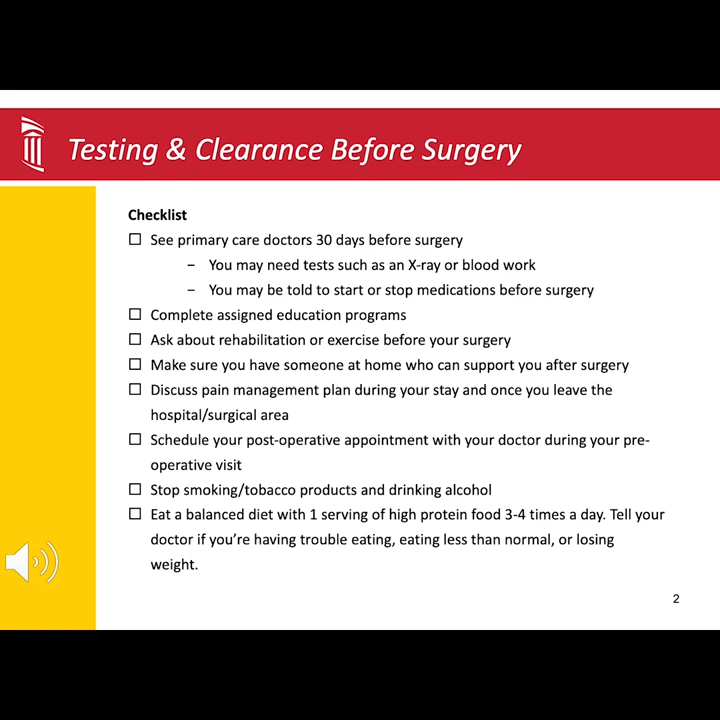 Testing & Clearance Before Surgery
Checklist
☐ See primary care doctors 30 days before surgery
– You may need tests such as an X-ray or blood work
– You may be told to start or stop medications before surgery
☐ Complete assigned education programs
☐ Ask about rehabilitation or exercise before your surgery
☐ Make sure you have someone at home who can support you after surgery
☐ Discuss pain management plan during your stay and once you leave the
hospital/surgical area
☐ Schedule your post-operative appointment with your doctor during your pre-
operative visit
☐ Stop smoking/tobacco products and drinking alcohol
☐ Eat a balanced diet with 1 serving of high protein food 3-4 times a day. Tell your
doctor if you’re having trouble eating, eating less than normal, or losing
weight.
2